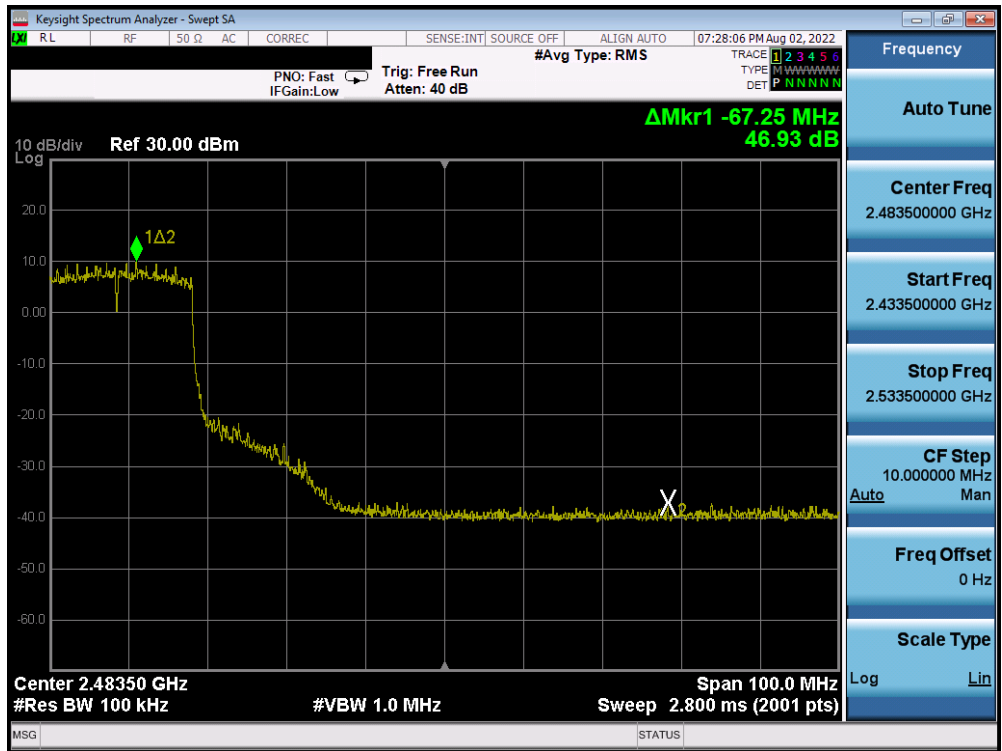 Keysight Spectrum Analyzer - Swept SA
LXI RL RF 50 Ω AC CORREC SENSE:INT SOURCE OFF ALIGN AUTO 07:28:06 PM Aug 02, 2022
#Avg Type: RMS
TRACE 1 2 3 4 5 6
TYPE M WWWWW
DET P N N N N N
PNO: Fast
IFGain:Low
Trig: Free Run
Atten: 40 dB
ΔMkr1 -67.25 MHz
46.93 dB
10 dB/div
Log
Ref 30.00 dBm
20.0
10.0
0.00
-10.0
-20.0
-30.0
-40.0
-50.0
-60.0
1Δ2
X2
Center 2.48350 GHz
#Res BW 100 kHz
#VBW 1.0 MHz
Span 100.0 MHz
Sweep 2.800 ms (2001 pts)
MSG
STATUS
Frequency
Auto Tune
Center Freq
2.483500000 GHz
Start Freq
2.433500000 GHz
Stop Freq
2.533500000 GHz
CF Step
10.000000 MHz
Auto Man
Freq Offset
0 Hz
Scale Type
Log Lin